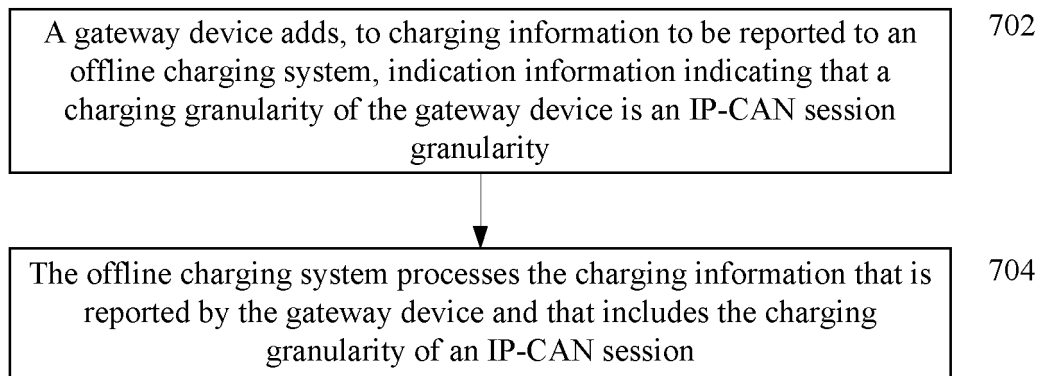 A gateway device adds, to charging information to be reported to an
offline charging system, indication information indicating that a
charging granularity of the gateway device is an IP-CAN session
granularity
702
The offline charging system processes the charging information that is
reported by the gateway device and that includes the charging
granularity of an IP-CAN session
704